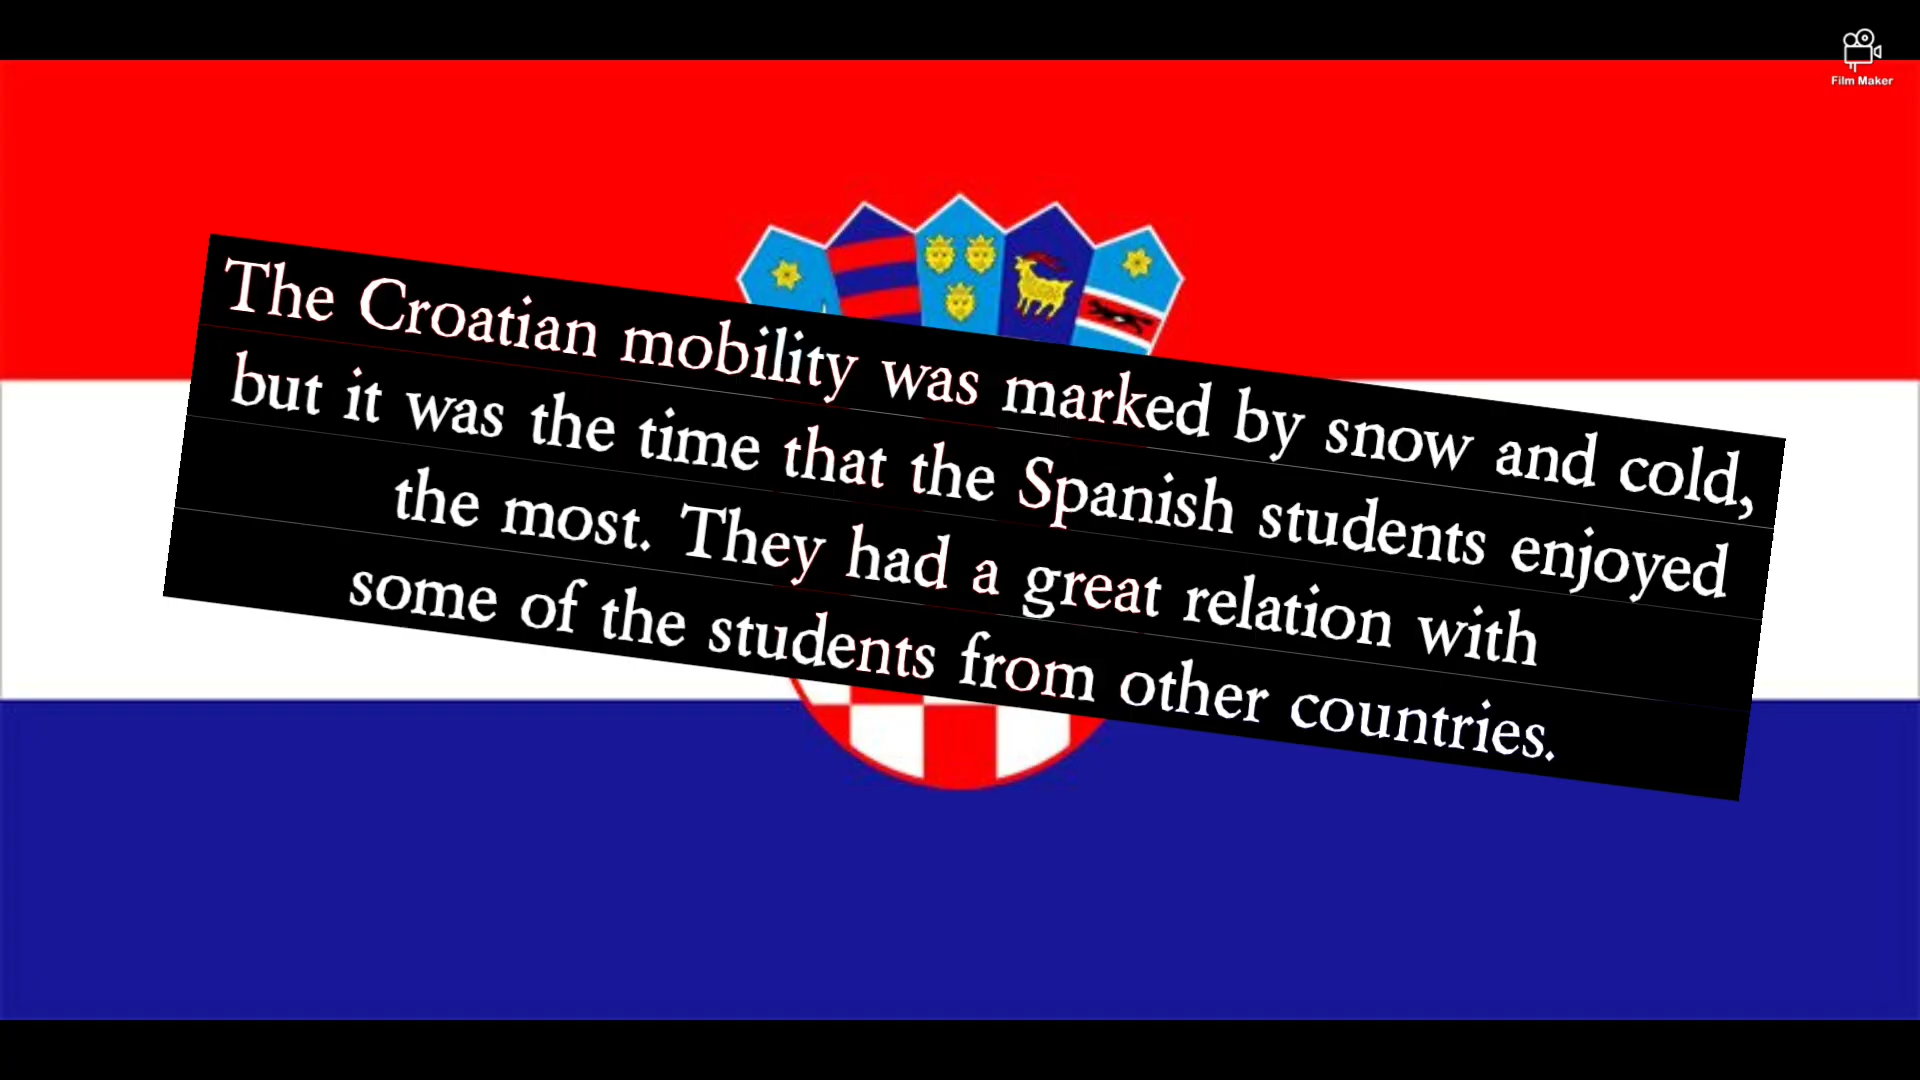 Film Maker
The Croatian mobility was marked by snow and cold,
but it was the time that the Spanish students enjoyed
the most. They had a great relation with
some of the students from other countries.